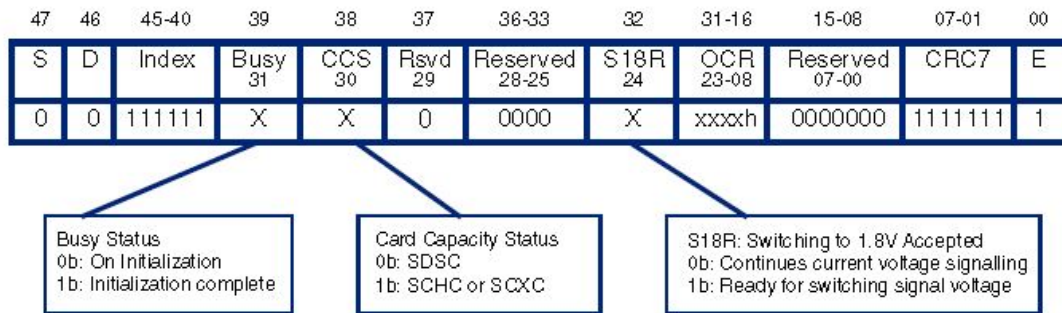 47 46 45-40 39 38 37 36-33 32 31-16 15-08 07-01 00
S D Index Busy CCS Rsvd Reserved S18R OCR Reserved CRC7 E
31 30 29 28-25 24 23-08 07-00
0 0 111111 X X 0 0000 X xxxxh 0000000 1111111 1
Busy Status
0b: On Initialization
1b: Initialization complete
Card Capacity Status
0b: SDSC
1b: SCHC or SCXC
S18R: Switching to 1.8V Accepted
0b: Continues current voltage signalling
1b: Ready for switching signal voltage